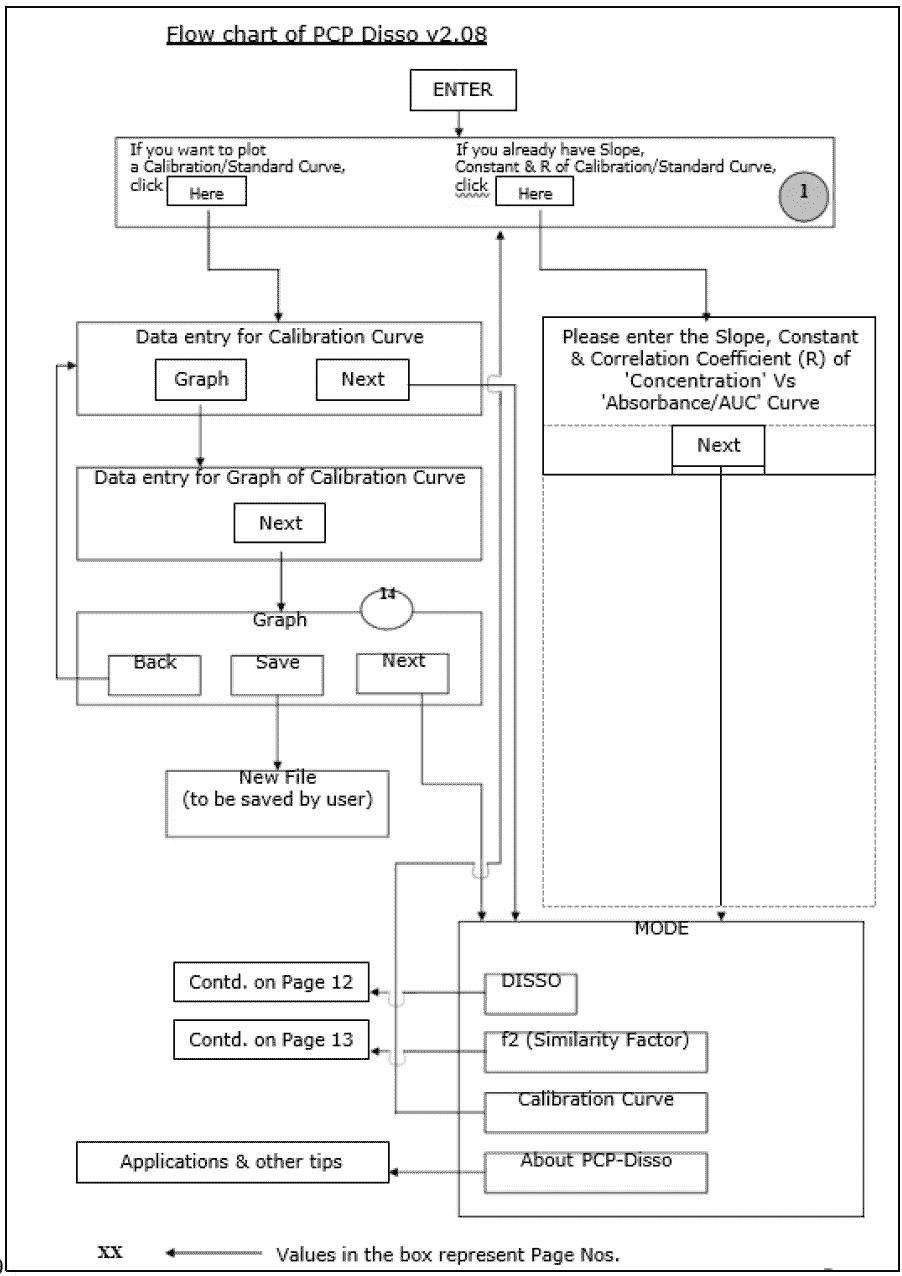 Flow chart of PCP Disso v2.08
ENTER
If you want to plot
a Calibration/Standard Curve,
click Here
If you already have Slope,
Constant & R of Calibration/Standard Curve,
click Here
1
Data entry for Calibration Curve
Graph
Next
Please enter the Slope, Constant
& Correlation Coefficient (R) of
'Concentration' Vs
'Absorbance/AUC' Curve
Next
Data entry for Graph of Calibration Curve
Next
14
Graph
Back
Save
Next
New File
(to be saved by user)
MODE
DISSO
Contd. on Page 12
f2 (Similarity Factor)
Contd. on Page 13
Calibration Curve
About PCP-Disso
Applications & other tips
XX
Values in the box represent Page Nos.